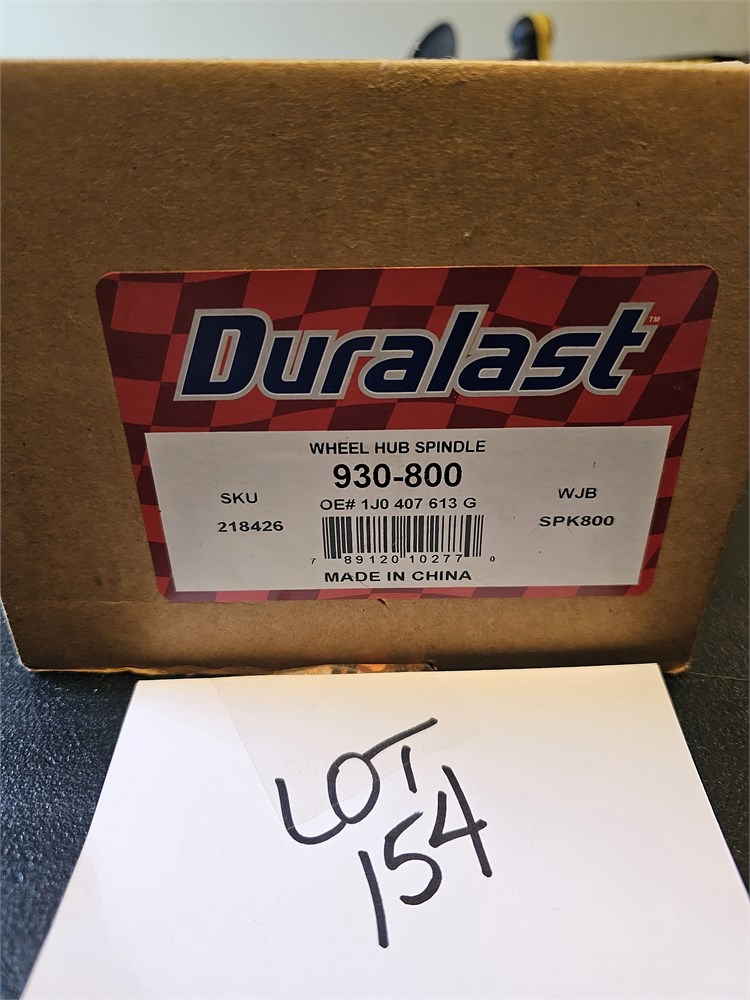 Duralast™
WHEEL HUB SPINDLE
930-800
SKU
OE# 1J0 407 613 G
WJB
218426
SPK800
7 89120 10277 0
MADE IN CHINA
LOT
154